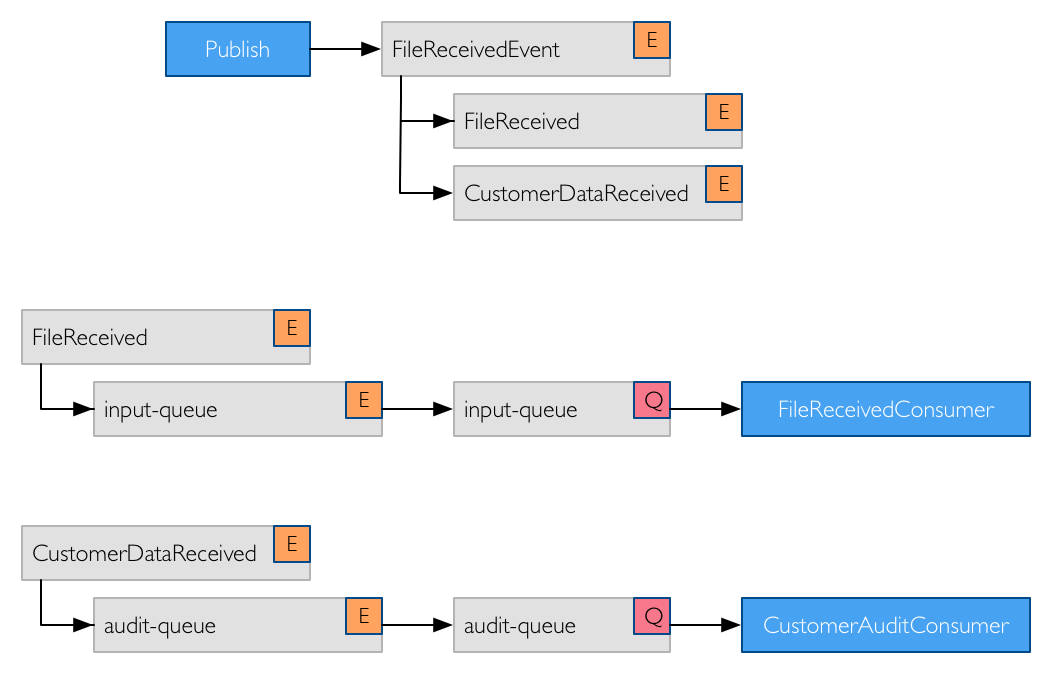 Publish
FileReceivedEvent
E
FileReceived
E
CustomerDataReceived
E
FileReceived
E
input-queue
E
input-queue
Q
FileReceivedConsumer
CustomerDataReceived
E
audit-queue
E
audit-queue
Q
CustomerAuditConsumer